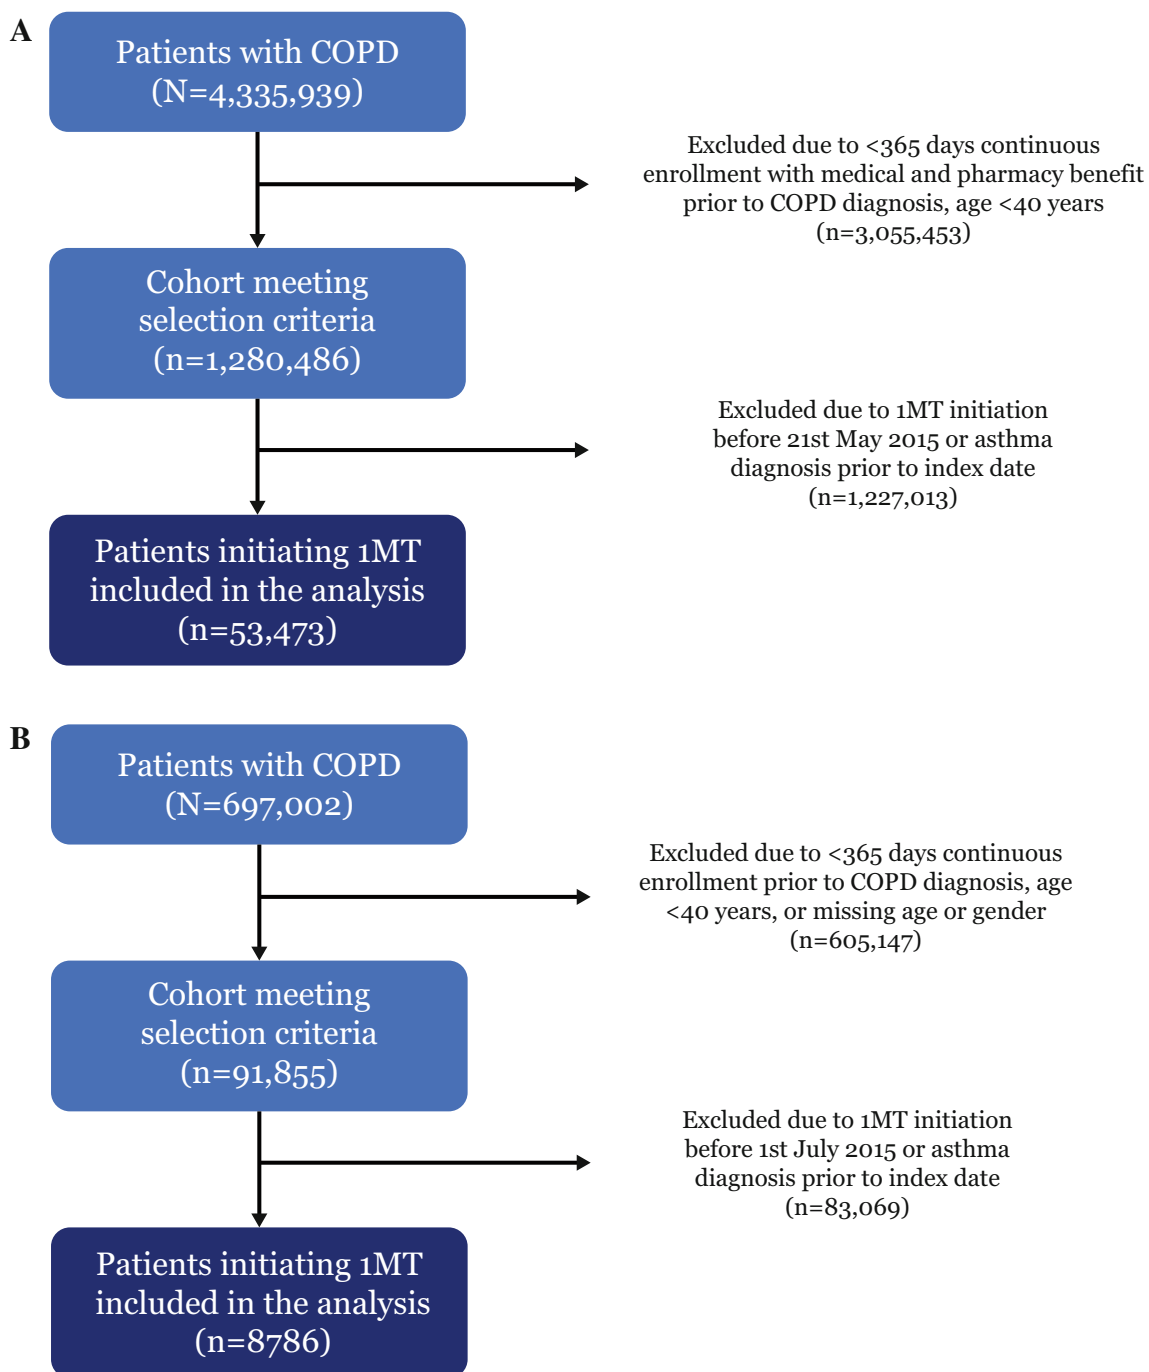 A
Patients with COPD
(N=4,335,939)
Excluded due to <365 days continuous
enrollment with medical and pharmacy benefit
prior to COPD diagnosis, age <40 years
(n=3,055,453)
Cohort meeting
selection criteria
(n=1,280,486)
Excluded due to 1MT initiation
before 21st May 2015 or asthma
diagnosis prior to index date
(n=1,227,013)
Patients initiating 1MT
included in the analysis
(n=53,473)
B
Patients with COPD
(N=697,002)
Excluded due to <365 days continuous
enrollment prior to COPD diagnosis, age
<40 years, or missing age or gender
(n=605,147)
Cohort meeting
selection criteria
(n=91,855)
Excluded due to 1MT initiation
before 1st July 2015 or asthma
diagnosis prior to index date
(n=83,069)
Patients initiating 1MT
included in the analysis
(n=8786)